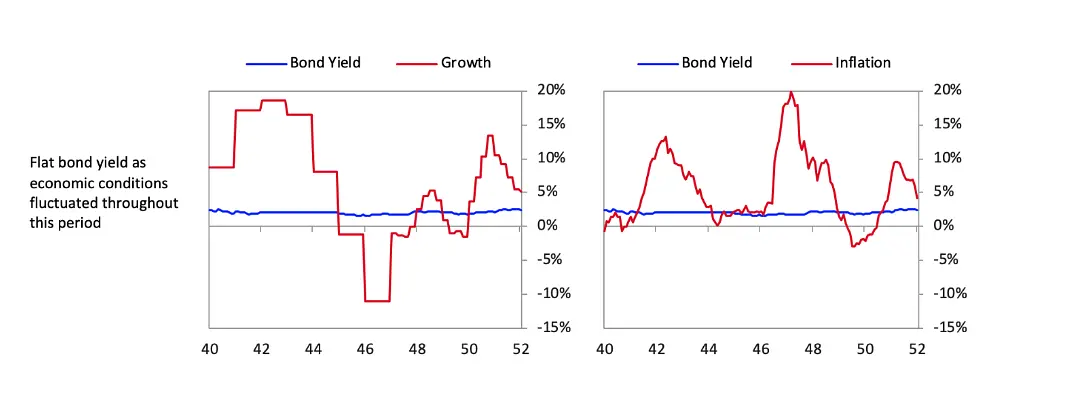 Bond Yield Growth
Bond Yield Inflation
Flat bond yield as
economic conditions
fluctuated throughout
this period
20%
15%
10%
5%
0%
-5%
-10%
-15%
40 42 44 46 48 50 52
20%
15%
10%
5%
0%
-5%
-10%
-15%
40 42 44 46 48 50 52